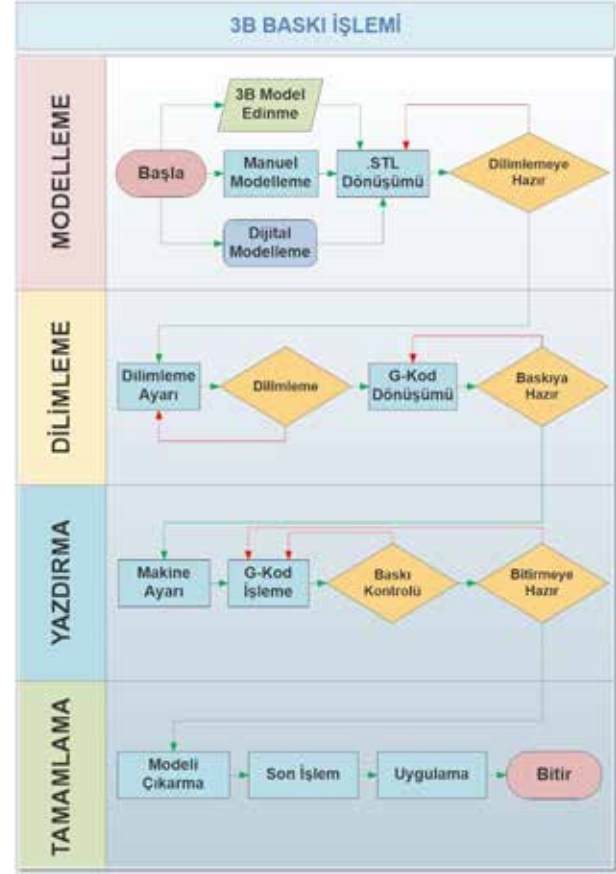 3B BASKI İŞLEMİ
MODELLEME
3B Model
Edinme
Başla
Manuel
Modelleme
.STL
Dönüşümü
Dilimlemeye
Hazır
Dijital
Modelleme
DİLİMLEME
Dilimleme
Ayarı
Dilimleme
G-Kod
Dönüşümü
Baskıya
Hazır
YAZDIRMA
Makine
Ayarı
G-Kod
İşleme
Baskı
Kontrolü
Bitirmeye
Hazır
TAMAMLAMA
Modeli
Çıkarma
Son İşlem
Uygulama
Bitir